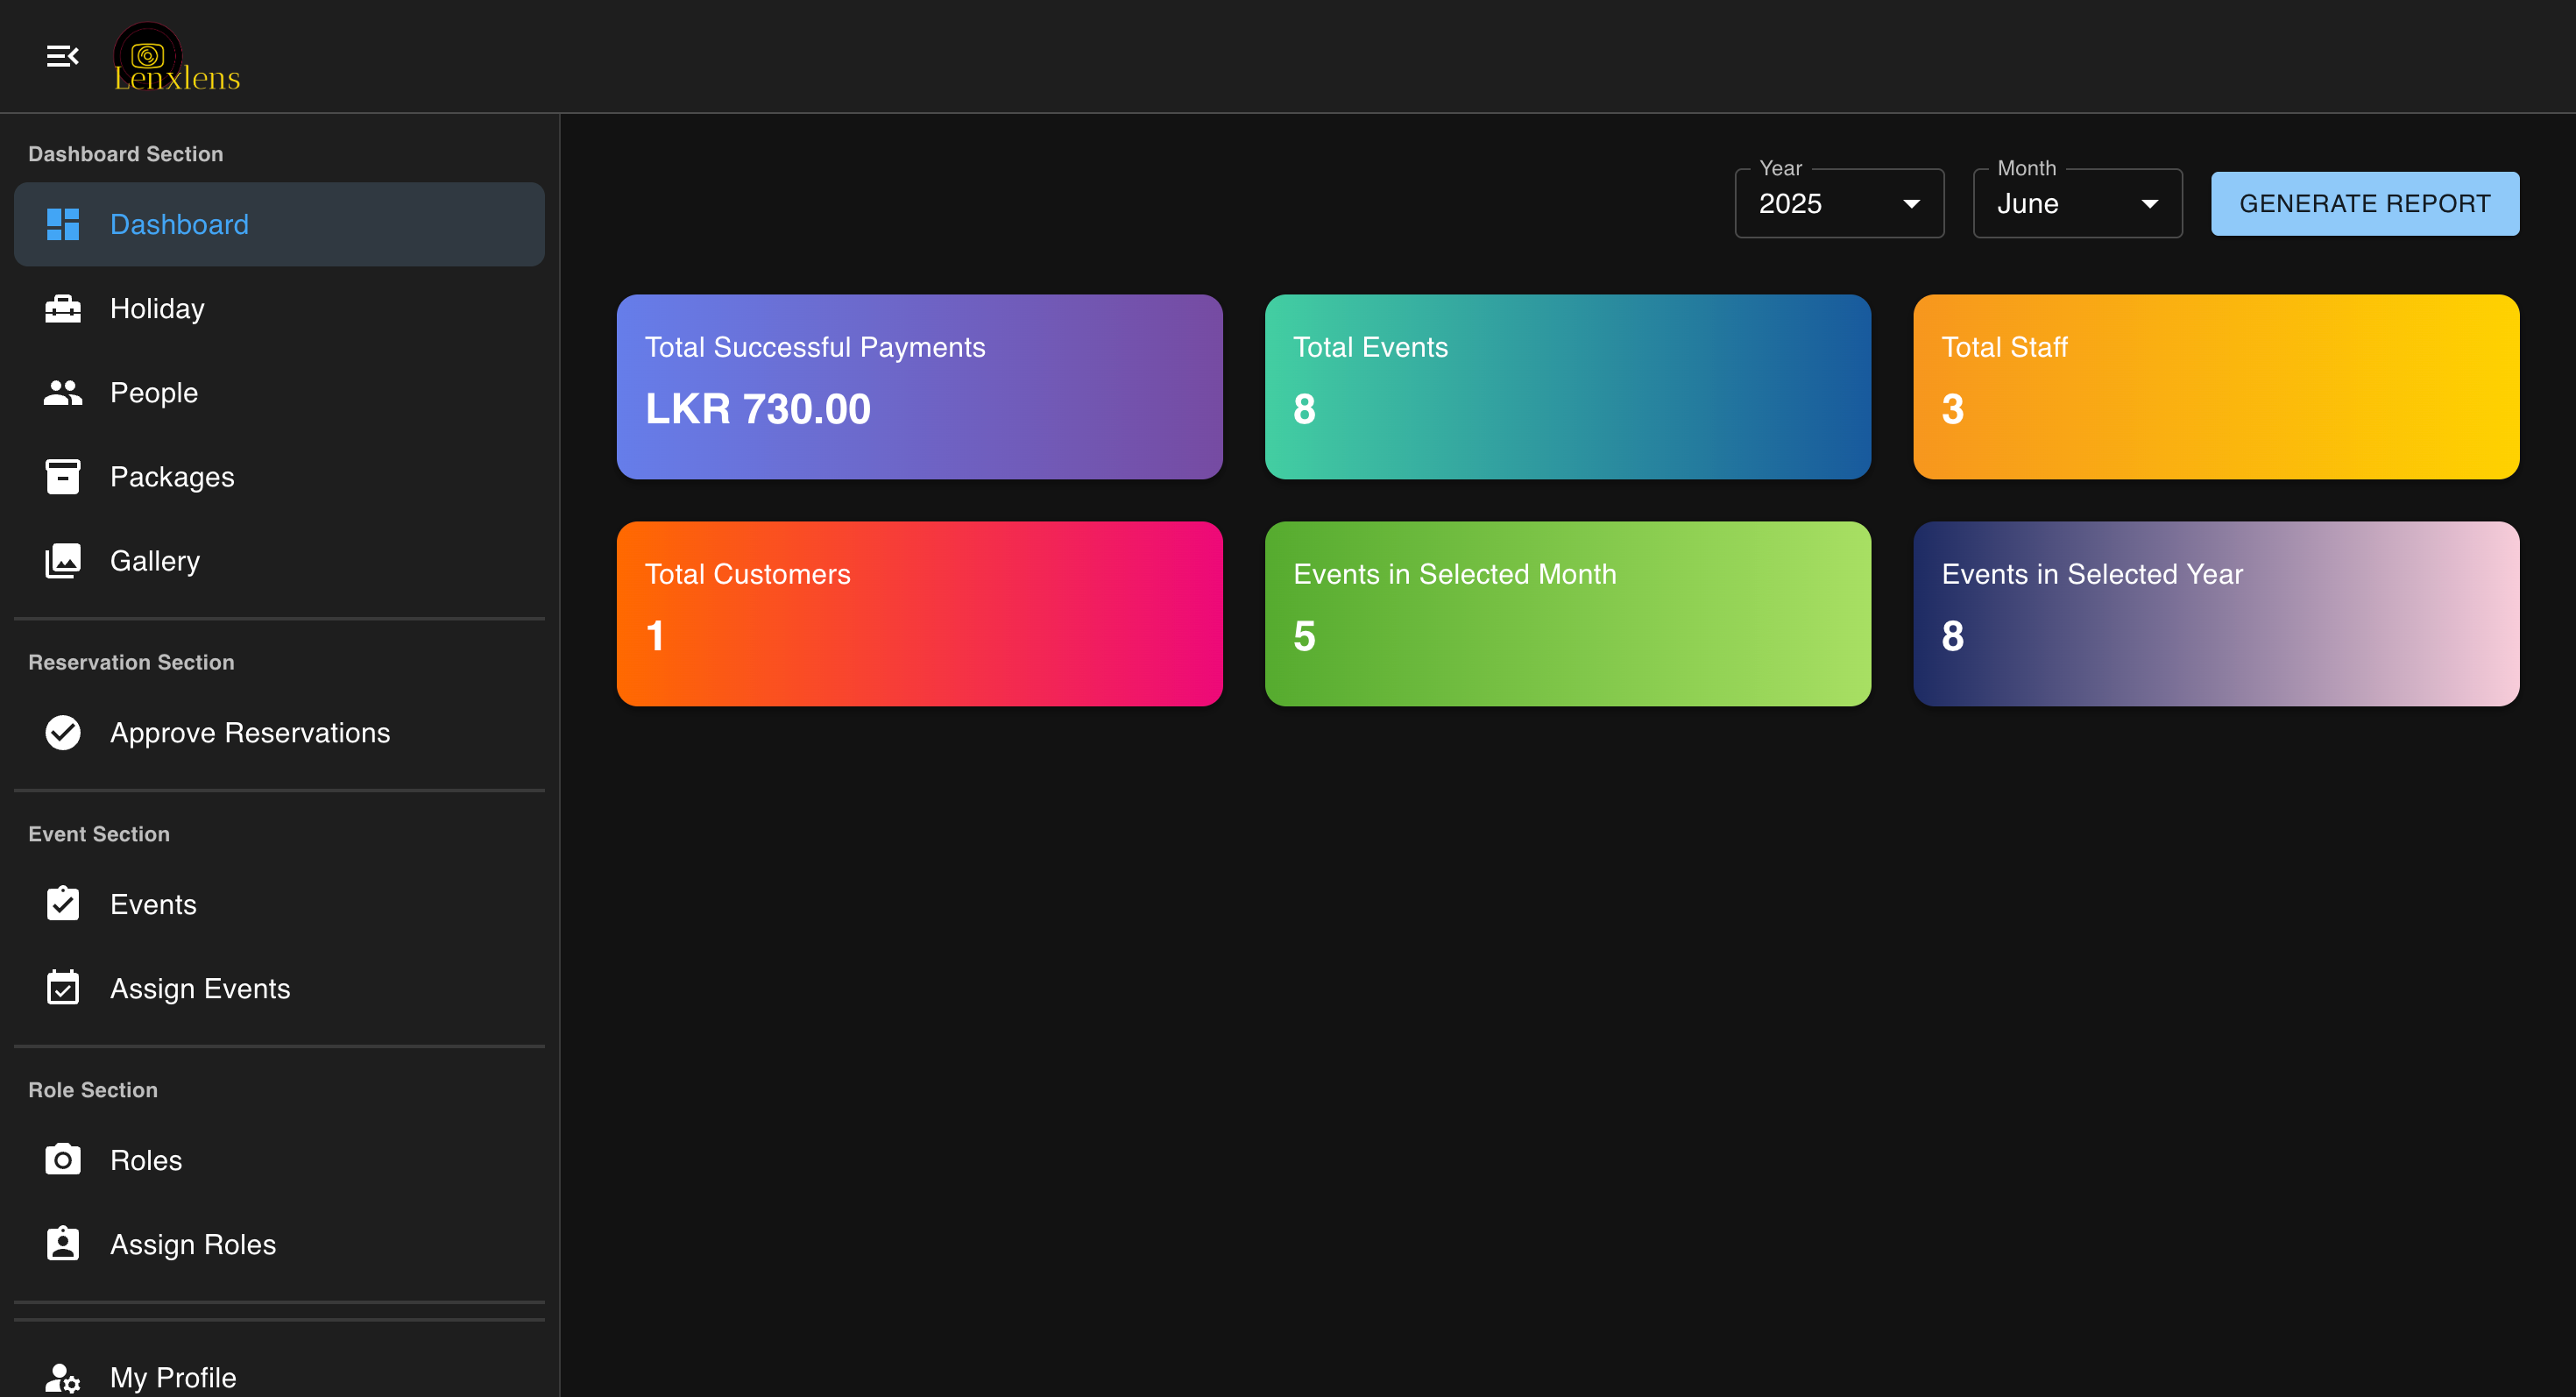 Lenxlens
Dashboard Section
Dashboard
Holiday
People
Packages
Gallery
Reservation Section
Approve Reservations
Event Section
Events
Assign Events
Role Section
Roles
Assign Roles
My Profile
Year
2025
Month
June
GENERATE REPORT
Total Successful Payments
LKR 730.00
Total Events
8
Total Staff
3
Total Customers
1
Events in Selected Month
5
Events in Selected Year
8